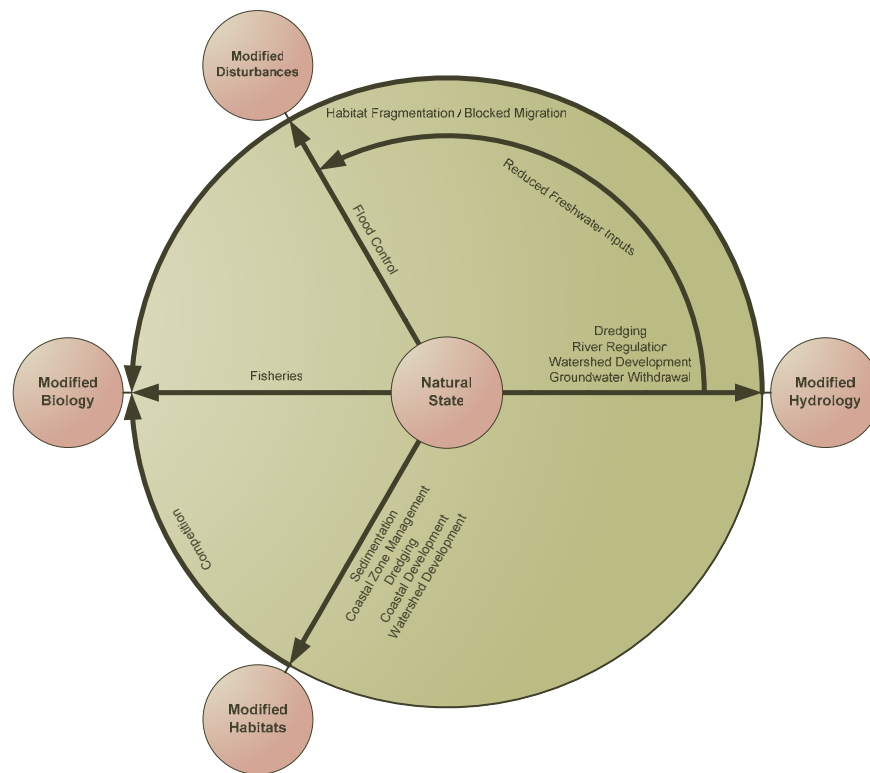 Modified
Disturbances
Habitat Fragmentation / Blocked Migration
Reduced Freshwater Inputs
Flood Control
Dredging
River Regulation
Watershed Development
Groundwater Withdrawal
Modified
Biology
Fisheries
Natural
State
Modified
Hydrology
Competition
Sedimentation
Coastal Zone Management
Dredging
Coastal Development
Watershed Development
Modified
Habitats